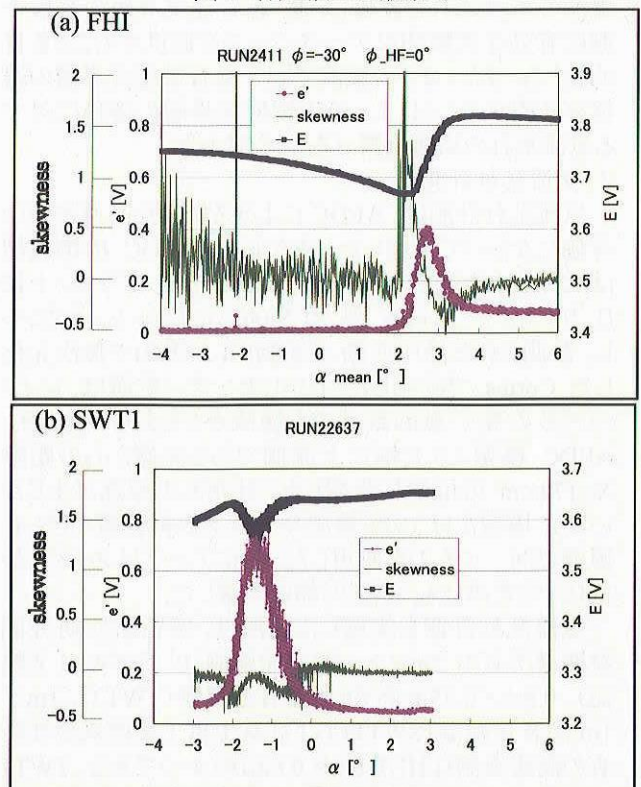 (a) FHI
RUN2411 ϕ=−30° ϕ_HF=0°
skewness
2
1.5
1
0.5
0
−0.5
e' [V]
1
0.8
0.6
0.4
0.2
0
e'
skewness
E
E [V]
3.9
3.8
3.7
3.6
3.5
3.4
−4 −3 −2 −1 0 1 2 3 4 5 6
α mean [°]
(b) SWT1
RUN22637
skewness
2
1.5
1
0.5
0
−0.5
e' [V]
1
0.8
0.6
0.4
0.2
0
e'
skewness
E
E [V]
3.7
3.6
3.5
3.4
3.3
3.2
−4 −3 −2 −1 0 1 2 3 4 5 6
α [°]